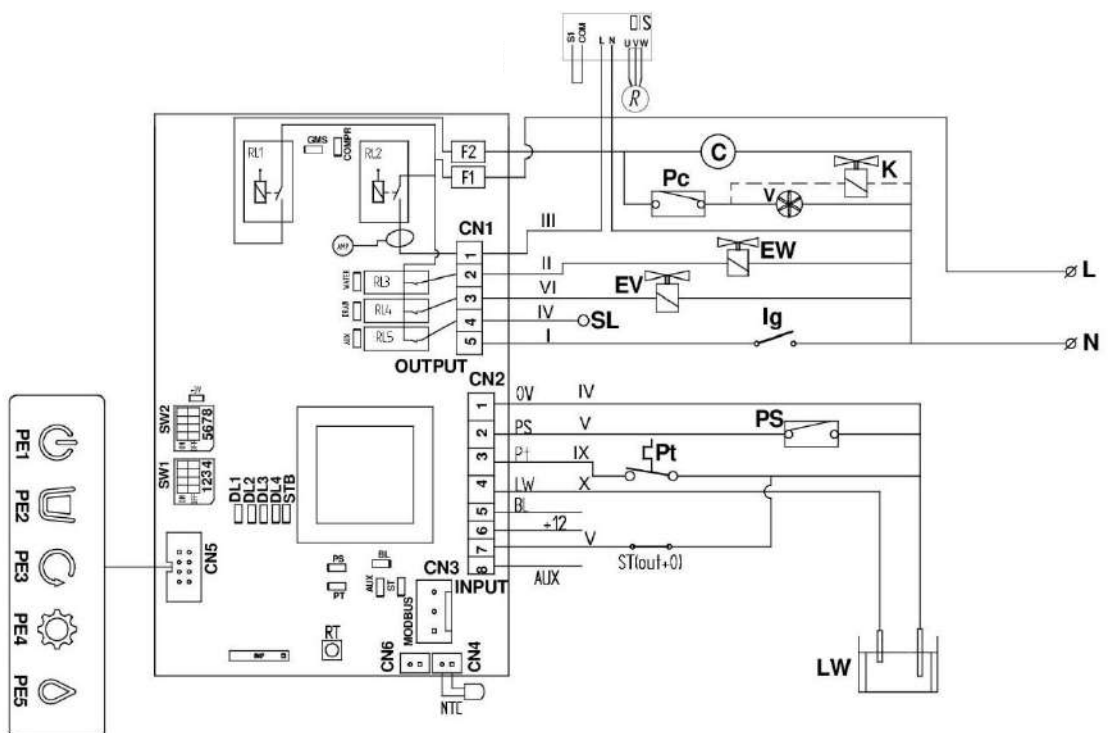 S1 COM L N U V W
IS
R
GMS
COMPR
RL1
RL2
F2
F1
C
Pc
V
K
AMP
CN1
III
1
II
2
EW
WATER
RL3
VI
3
EV
RL4
IV
4
SL
L
AUX
RL5
I
5
Ig
N
OUTPUT
CN2
0V
IV
1
PS
V
2
PS
Pt
IX
3
Pt
LW
X
4
BL
5
+12
6
V
7
ST(out+0)
AUX
8
INPUT
SW2
5678
SW1
1234
DL1
DL2
DL3
DL4
STB
PE1
PE2
PE3
PE4
PE5
CN5
PS
BL
PT
AUX
ST
CN3
MODBUS
RT
CN6
CN4
NTC
LW